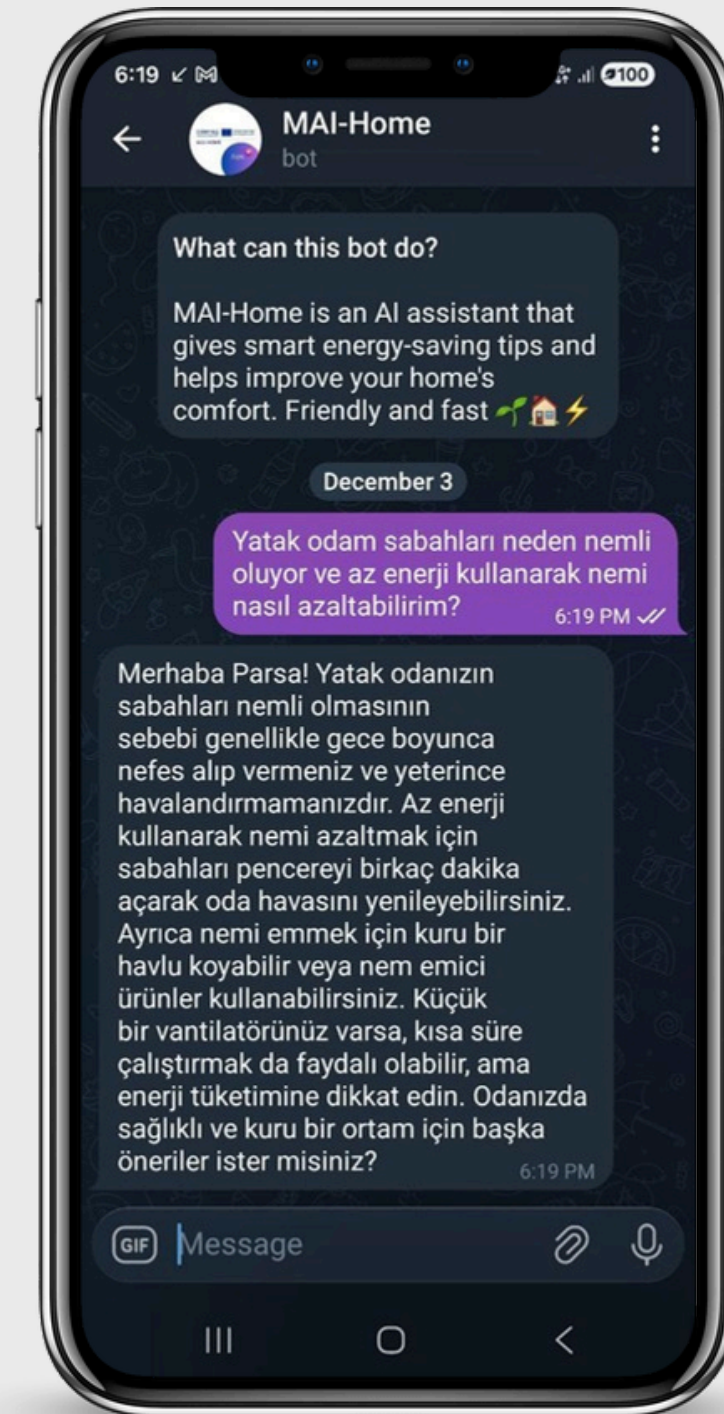 6:19
100
MAI-Home
bot
What can this bot do?
MAI-Home is an AI assistant that
gives smart energy-saving tips and
helps improve your home's
comfort. Friendly and fast 🌱🏠⚡
December 3
Yatak odam sabahları neden nemli
oluyor ve az enerji kullanarak nemi
nasıl azaltabilirim?
6:19 PM
Merhaba Parsa! Yatak odanızın
sabahları nemli olmasının
sebebi genellikle gece boyunca
nefes alıp vermeniz ve yeterince
havalandırmamanızdır. Az enerji
kullanarak nemi azaltmak için
sabahları pencereyi birkaç dakika
açarak oda havasını yenileyebilirsiniz.
Ayrıca nemi emmek için kuru bir
havlu koyabilir veya nem emici
ürünler kullanabilirsiniz. Küçük
bir vantilatörünüz varsa, kısa süre
çalıştırmak da faydalı olabilir, ama
enerji tüketimine dikkat edin. Odanızda
sağlıklı ve kuru bir ortam için başka
öneriler ister misiniz?
6:19 PM
GIF
Message